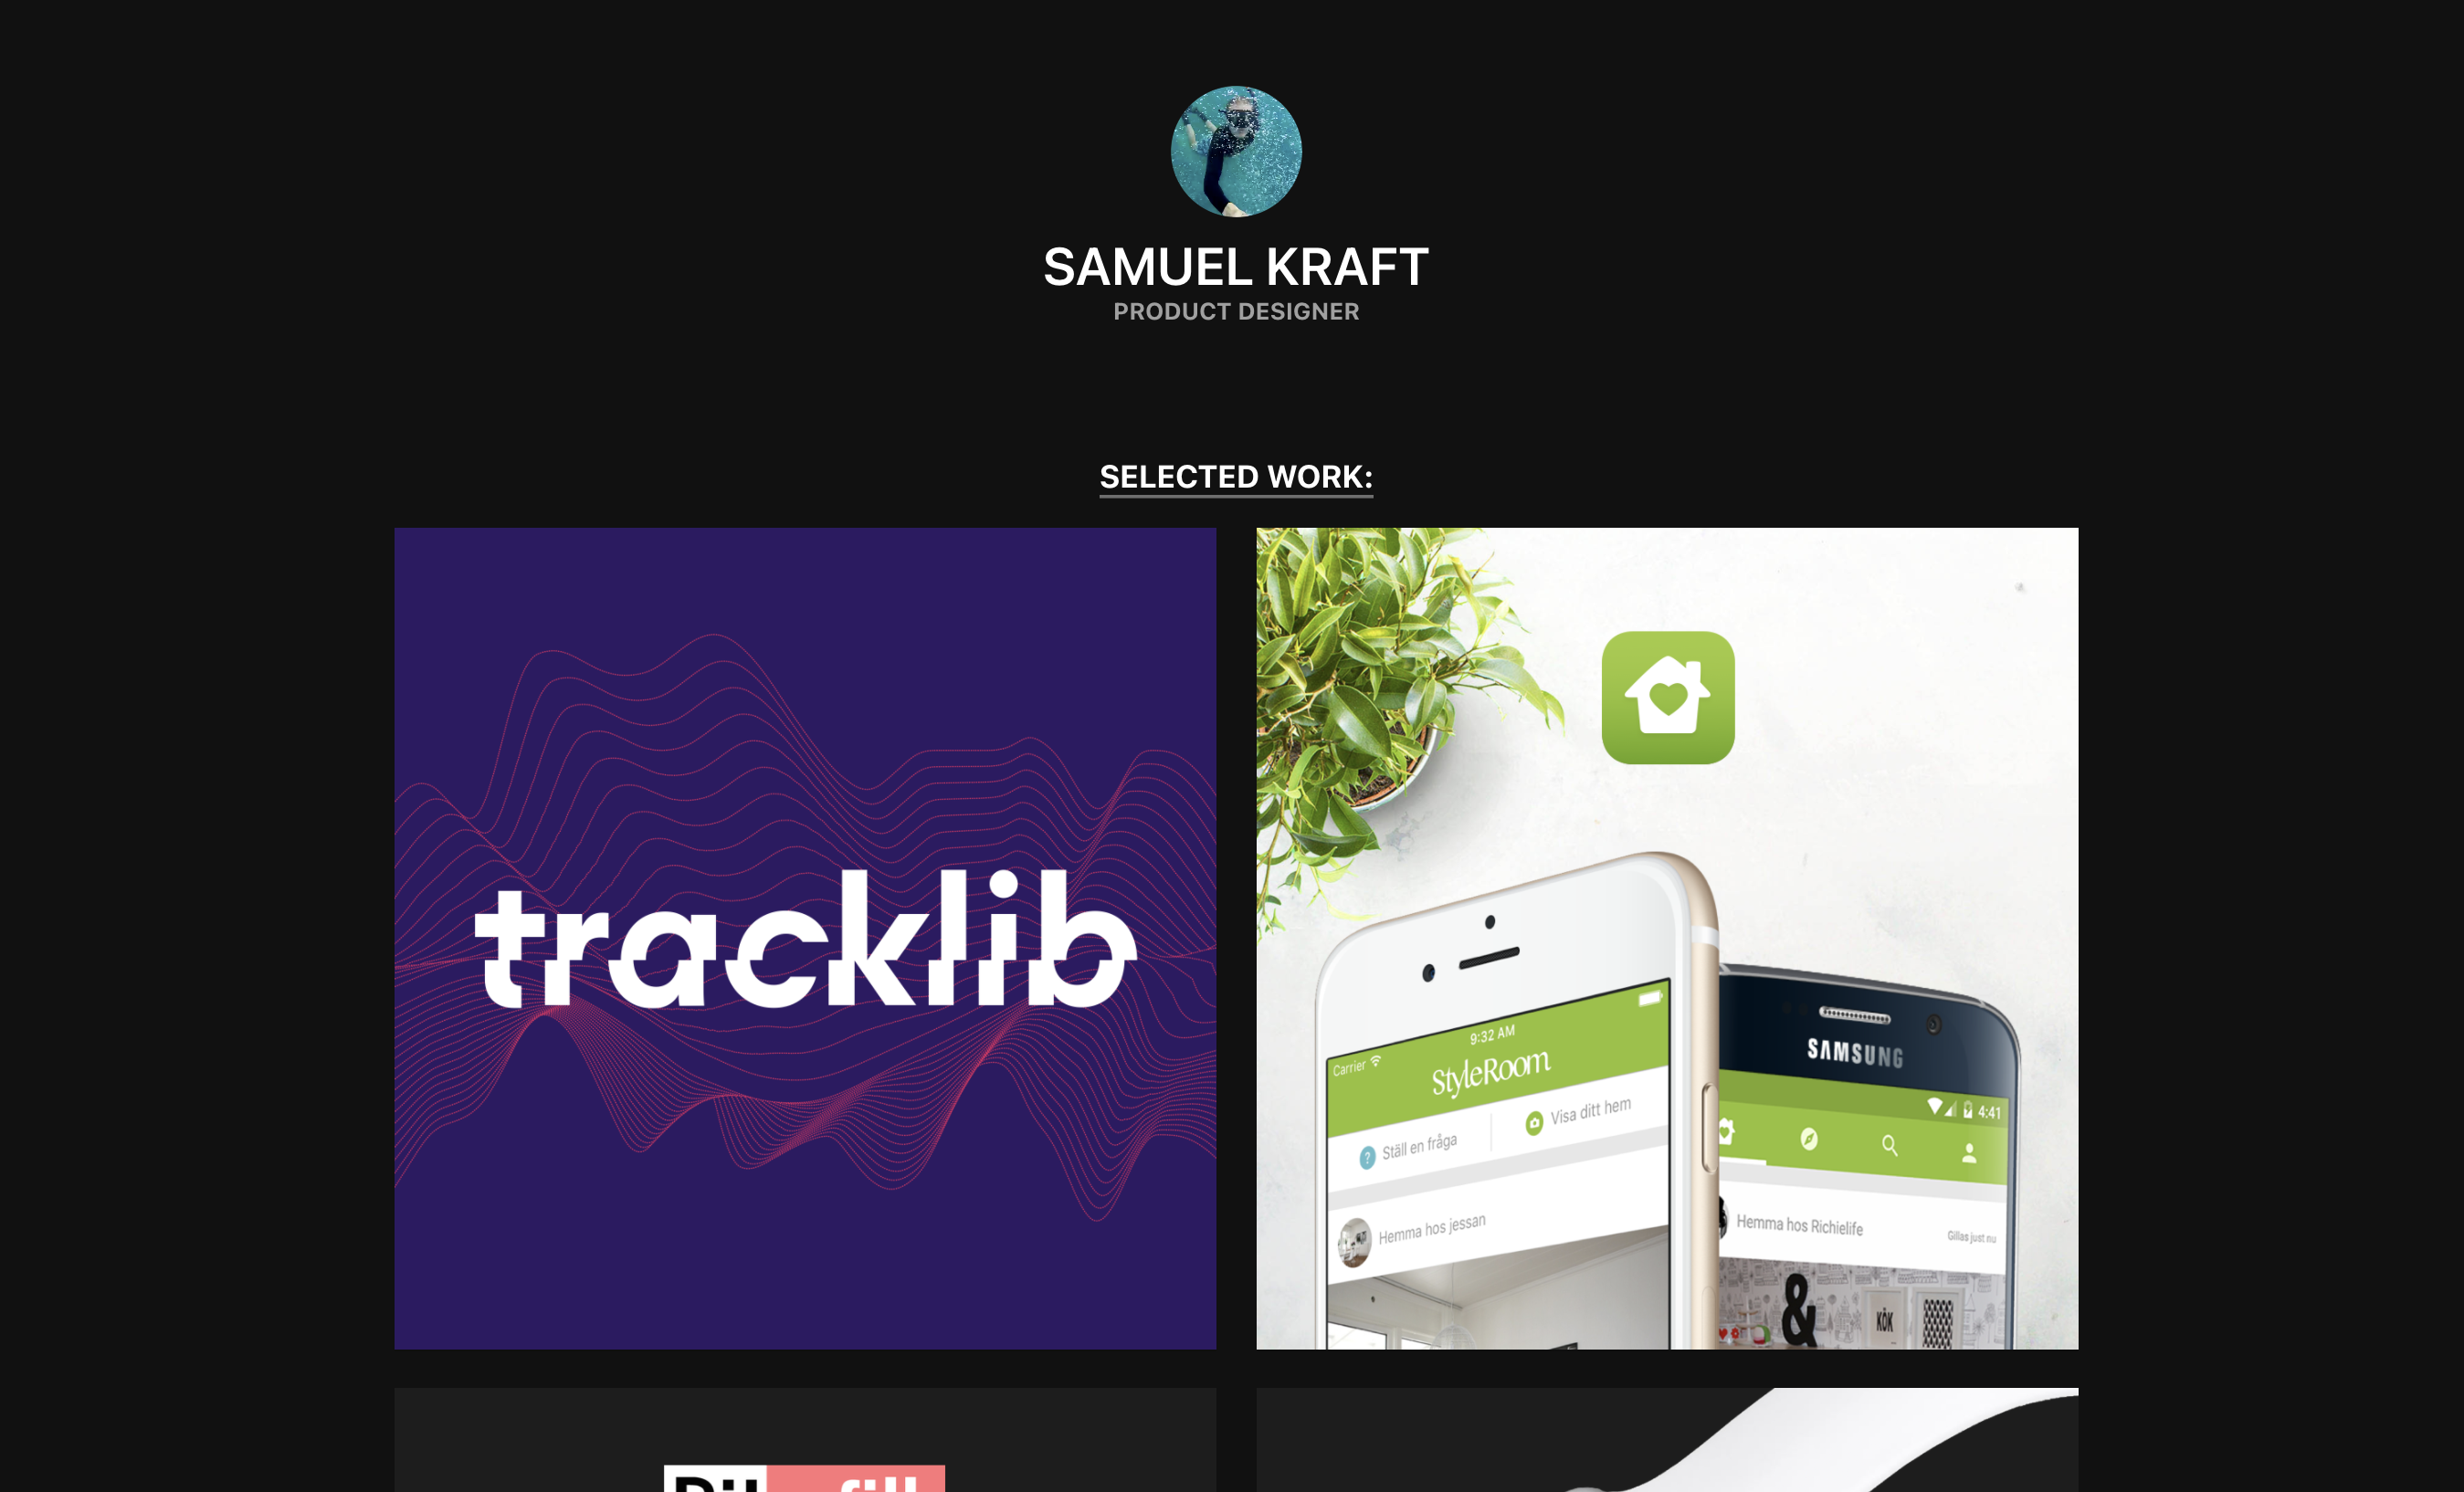 SAMUEL KRAFT
PRODUCT DESIGNER
SELECTED WORK:
tracklib
Carrier 9:32 AM
StyleRoom
Ställ en fråga
Visa ditt hem
Hemma hos jessan
SAMSUNG
4:41
Hemma hos Richielife
Gillas just nu
&
KÖK